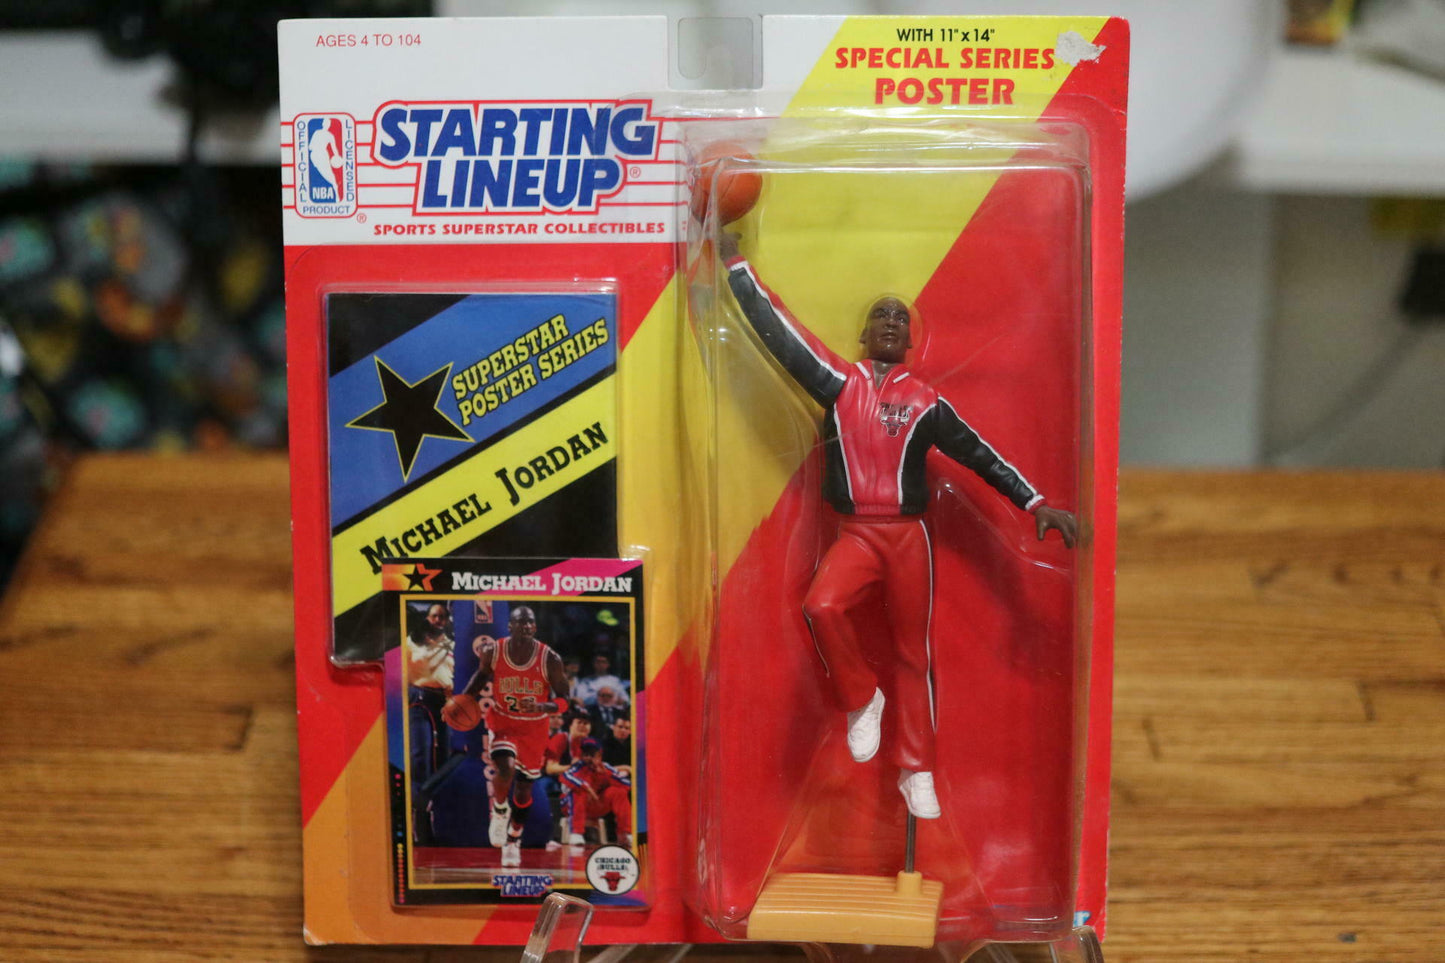 AGES 4 TO 104
WITH 11" x 14"
SPECIAL SERIES
POSTER
OFFICIAL
LICENSED
NBA
PRODUCT
®
STARTING
LINEUP®
SPORTS SUPERSTAR COLLECTIBLES
SUPERSTAR
POSTER SERIES
MICHAEL JORDAN
MICHAEL JORDAN
BULLS
23
STARTING
LINEUP
CHICAGO
BULLS